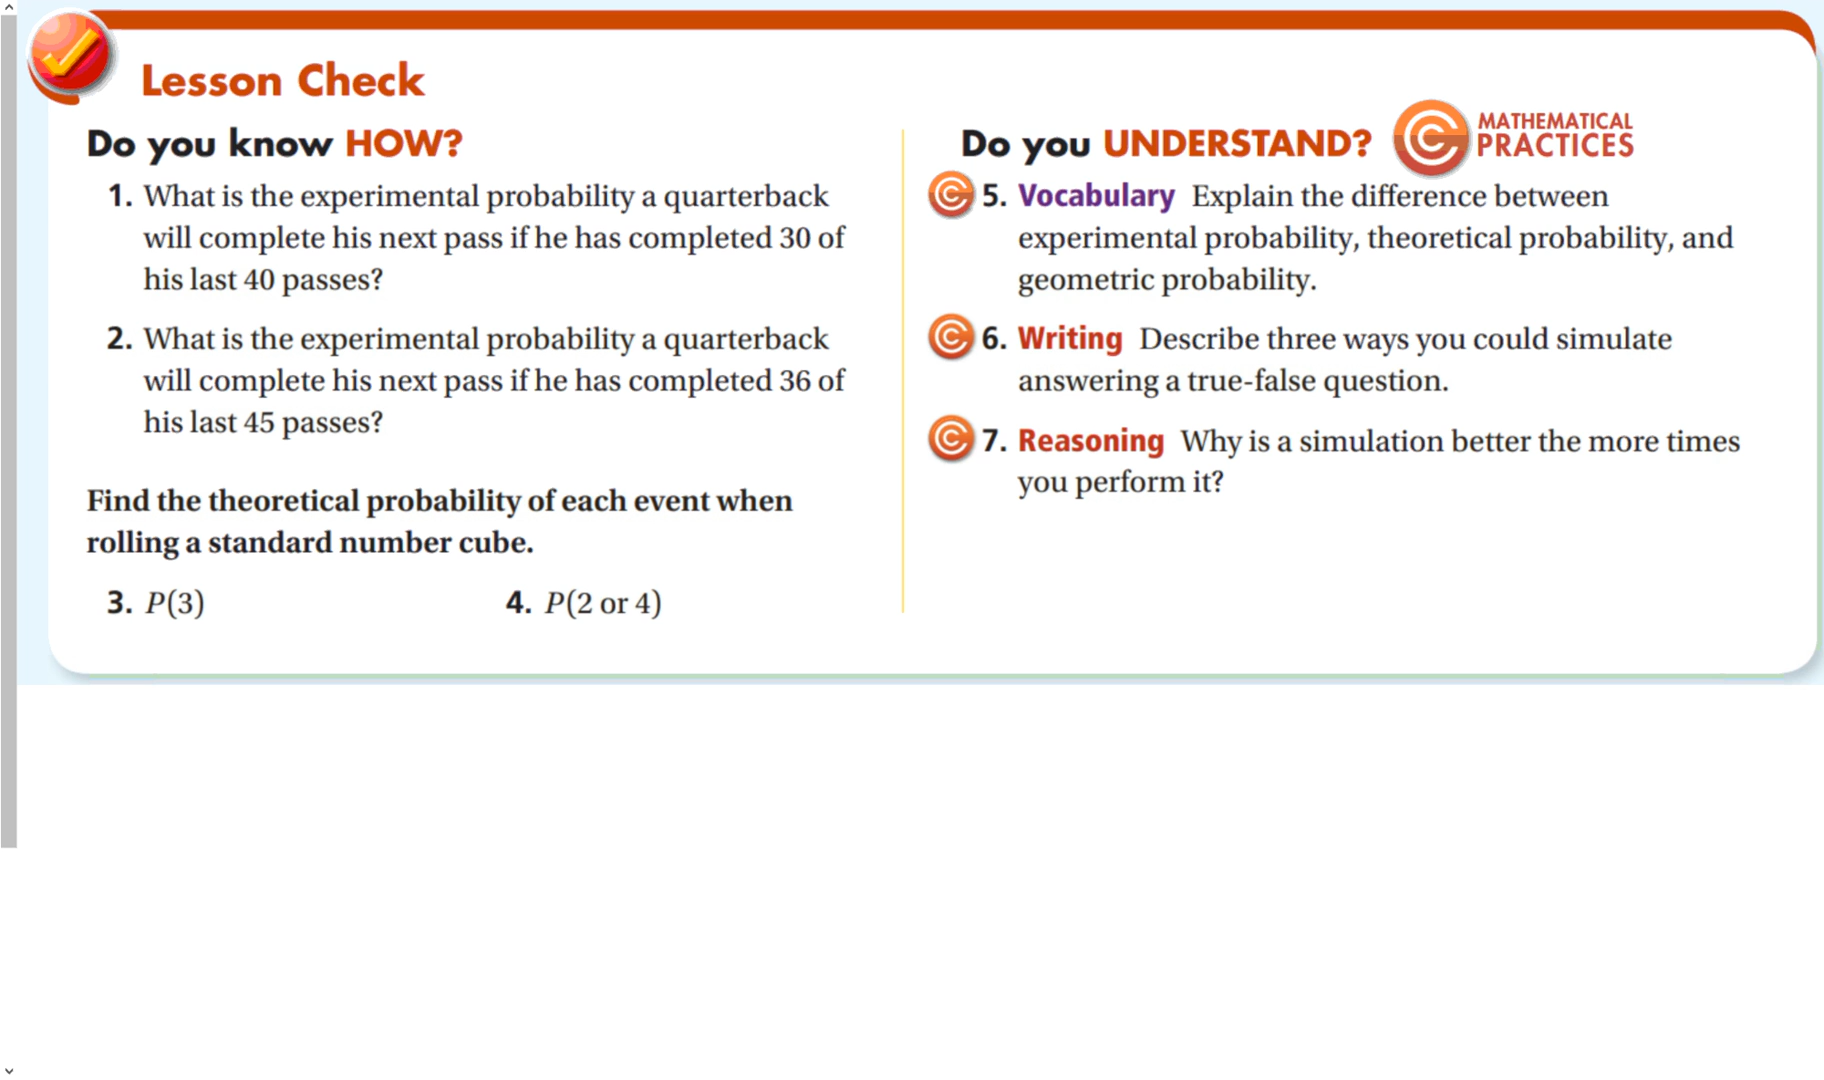 Lesson Check
Do you know HOW?
1. What is the experimental probability a quarterback
will complete his next pass if he has completed 30 of
his last 40 passes?
2. What is the experimental probability a quarterback
will complete his next pass if he has completed 36 of
his last 45 passes?
Find the theoretical probability of each event when
rolling a standard number cube.
3. P(3)
4. P(2 or 4)
Do you UNDERSTAND?
MATHEMATICAL
PRACTICES
5. Vocabulary Explain the difference between
experimental probability, theoretical probability, and
geometric probability.
6. Writing Describe three ways you could simulate
answering a true-false question.
7. Reasoning Why is a simulation better the more times
you perform it?